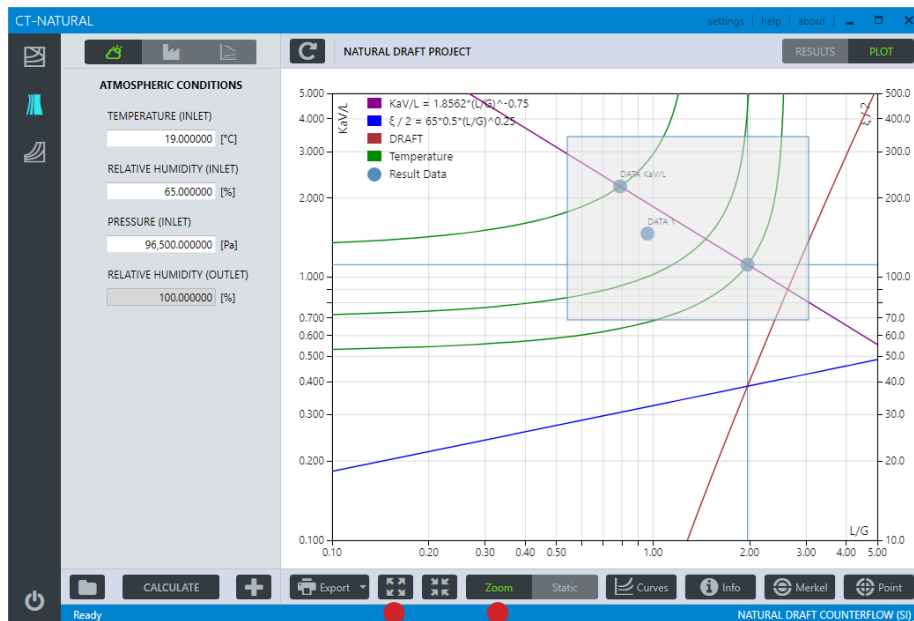 CT-NATURAL settings help about
NATURAL DRAFT PROJECT RESULTS PLOT
ATMOSPHERIC CONDITIONS
TEMPERATURE (INLET)
19.000000 [°C]
RELATIVE HUMIDITY (INLET)
65.000000 [%]
PRESSURE (INLET)
96,500.000000 [Pa]
RELATIVE HUMIDITY (OUTLET)
100.000000 [%]
KaV/L
5.000
4.000
3.000
2.000
1.000
0.700
0.600
0.500
0.400
0.300
0.200
0.100
KaV/L = 1.8562*(L/G)^-0.75
ξ / 2 = 65*0.5*(L/G)^0.25
DRAFT
Temperature
Result Data
DATA KaV/L
DATA 1
ξ / 2
500.0
400.0
300.0
200.0
100.0
70.0
60.0
50.0
40.0
30.0
20.0
10.0
L/G
0.10 0.20 0.30 0.40 0.50 1.00 2.00 3.00 4.00 5.00
CALCULATE Export Zoom Static Curves Info Merkel Point
Ready NATURAL DRAFT COUNTERFLOW (SI)